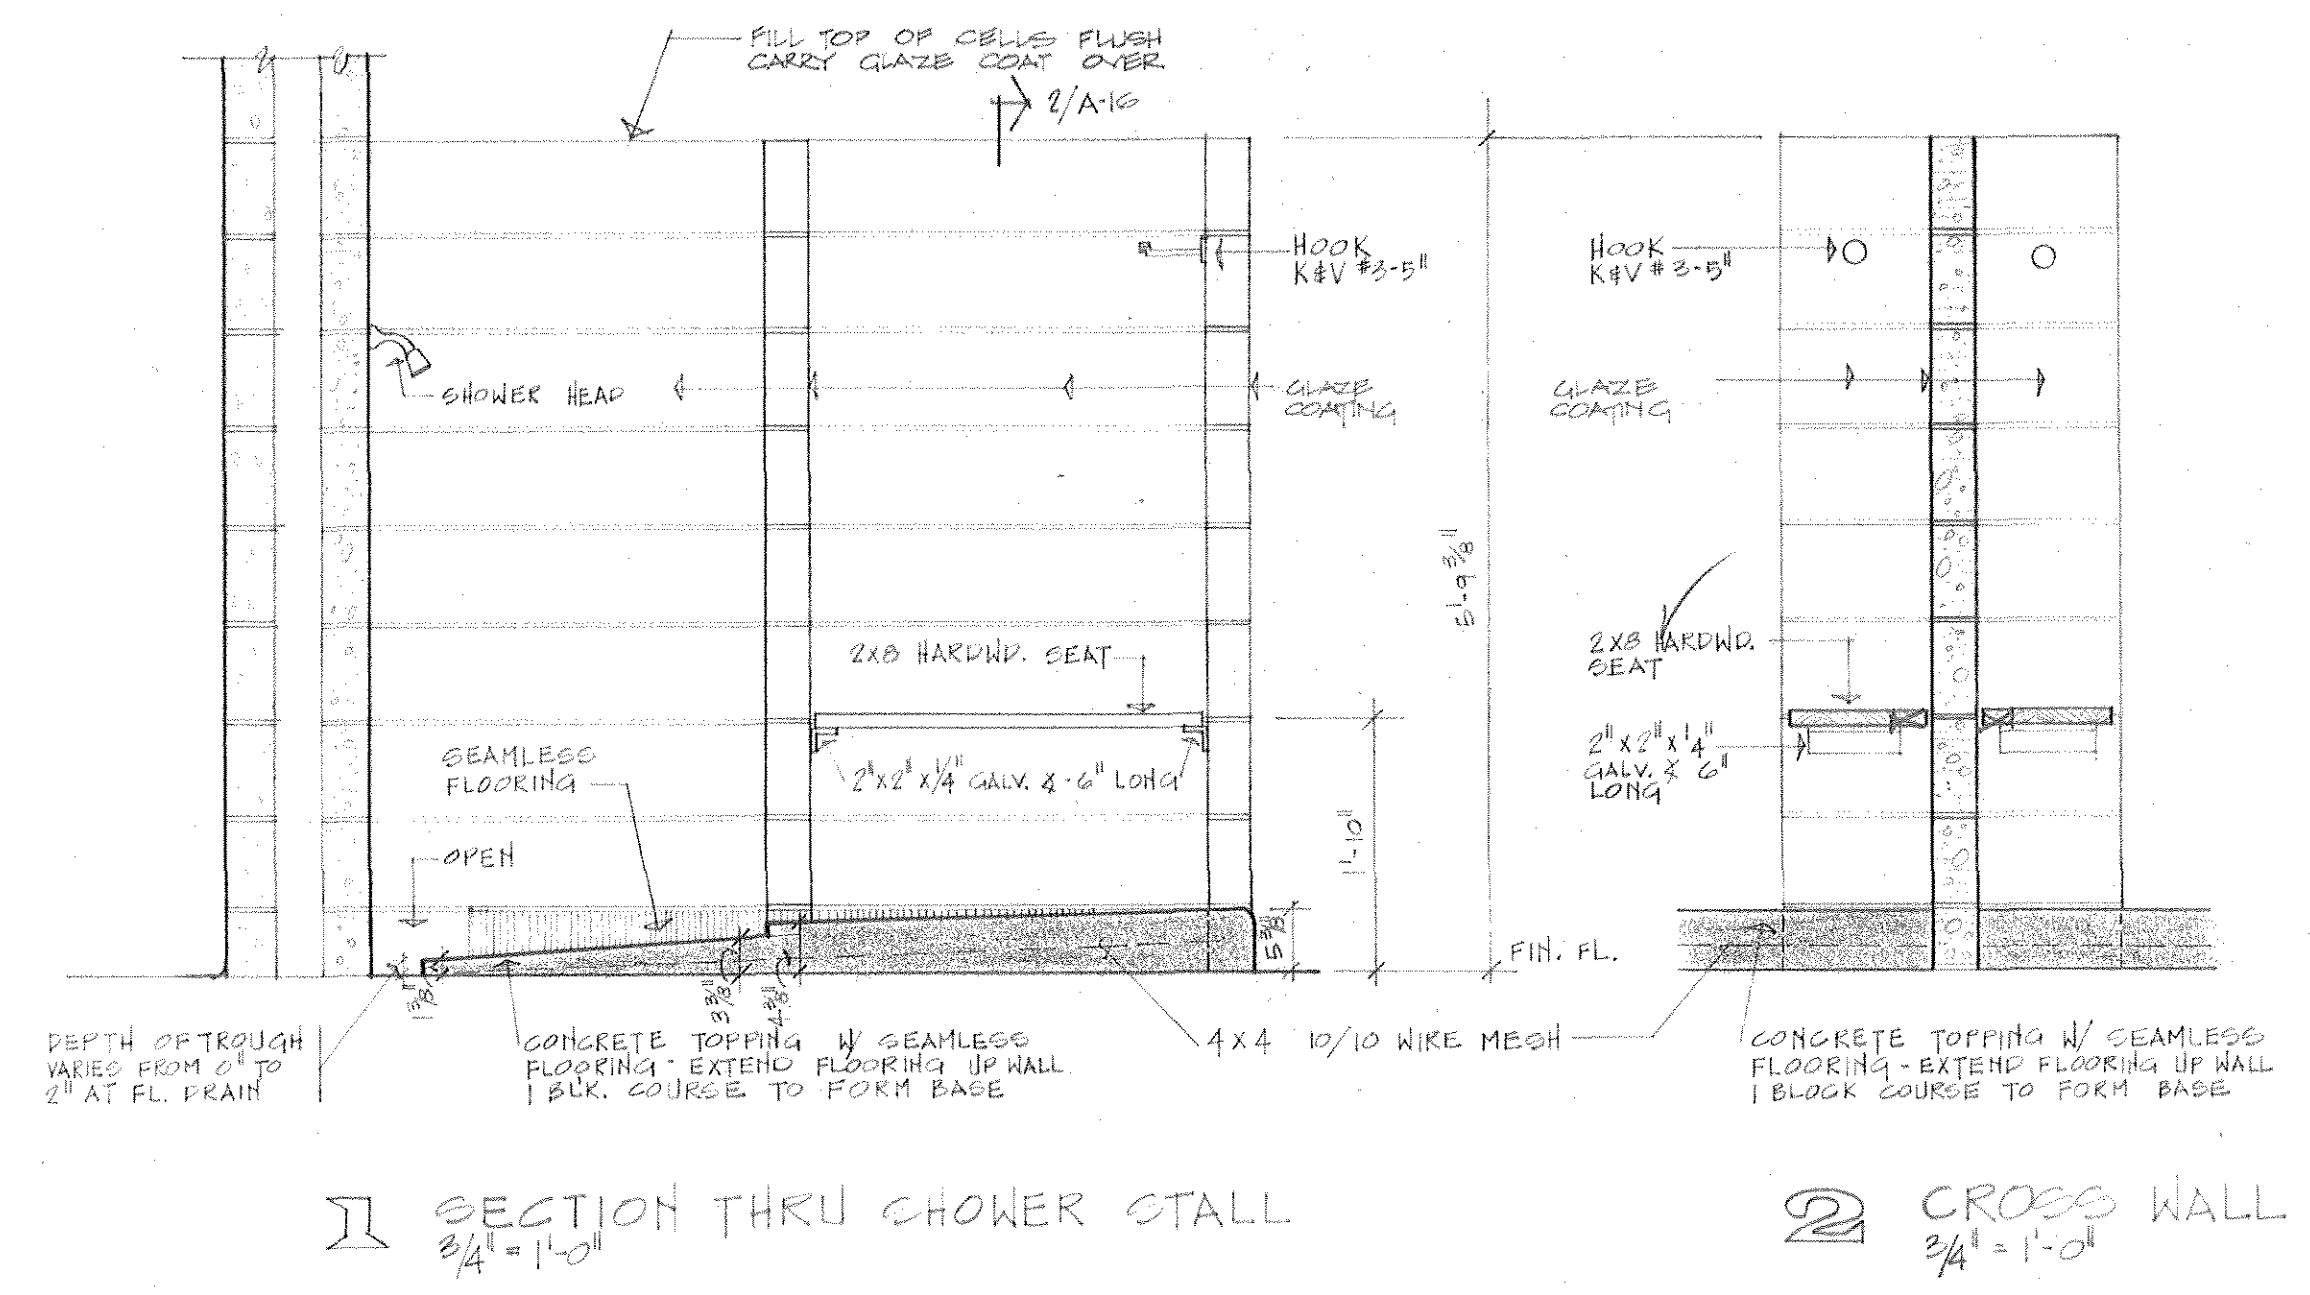 FILL TOP OF CELLS FLUSH
CARRY GLAZE COAT OVER
2/A-16
HOOK
K&V #3-5"
HOOK
K&V #3-5"
SHOWER HEAD
GLAZE
COATING
GLAZE
COATING
5'-9 3/8"
2X8 HARDWD. SEAT
2X8 HARDWD.
SEAT
SEAMLESS
FLOORING
2"X2"X1/4" GALV. ∠ -6" LONG
2"X2"X1/4"
GALV. ∠ 6"
LONG
1'-10"
OPEN
5 3/8"
FIN. FL.
1 3/8"
3 3/8"
4 3/8"
DEPTH OF TROUGH
VARIES FROM 0" TO
2" AT FL. DRAIN
CONCRETE TOPPING W/ SEAMLESS
FLOORING - EXTEND FLOORING UP WALL
1 BLK. COURSE TO FORM BASE
4X4 10/10 WIRE MESH
CONCRETE TOPPING W/ SEAMLESS
FLOORING - EXTEND FLOORING UP WALL
1 BLOCK COURSE TO FORM BASE
1 SECTION THRU SHOWER STALL
3/4" = 1'-0"
2 CROSS WALL
3/4" = 1'-0"